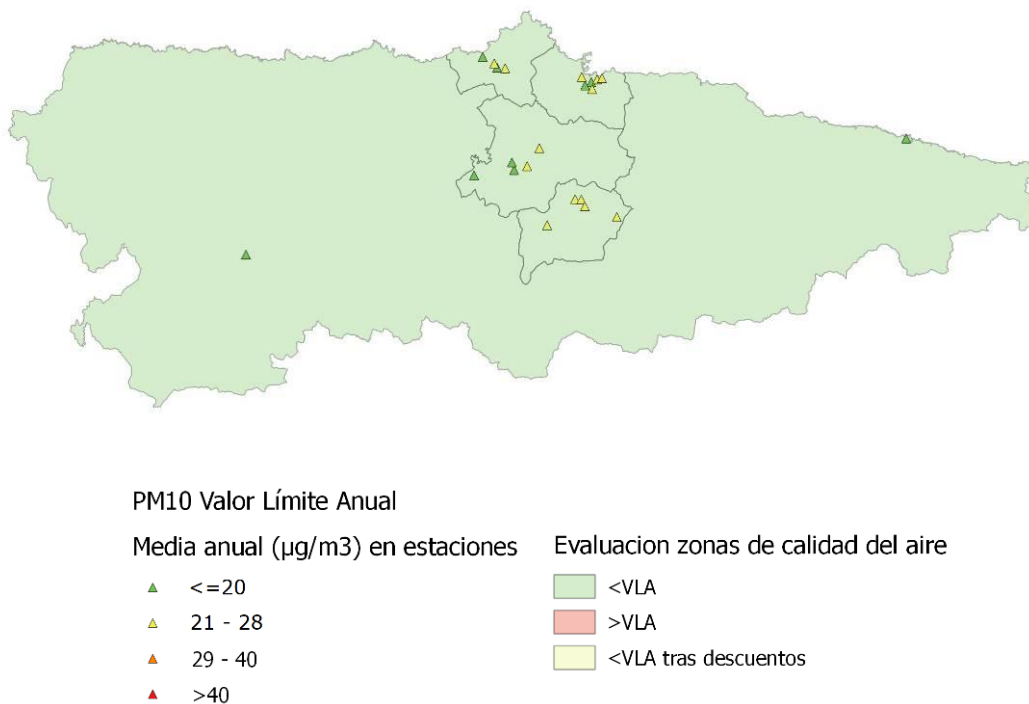 PM10 Valor Límite Anual
Media anual (µg/m3) en estaciones
<=20
21 - 28
29 - 40
>40
Evaluacion zonas de calidad del aire
<VLA
>VLA
<VLA tras descuentos